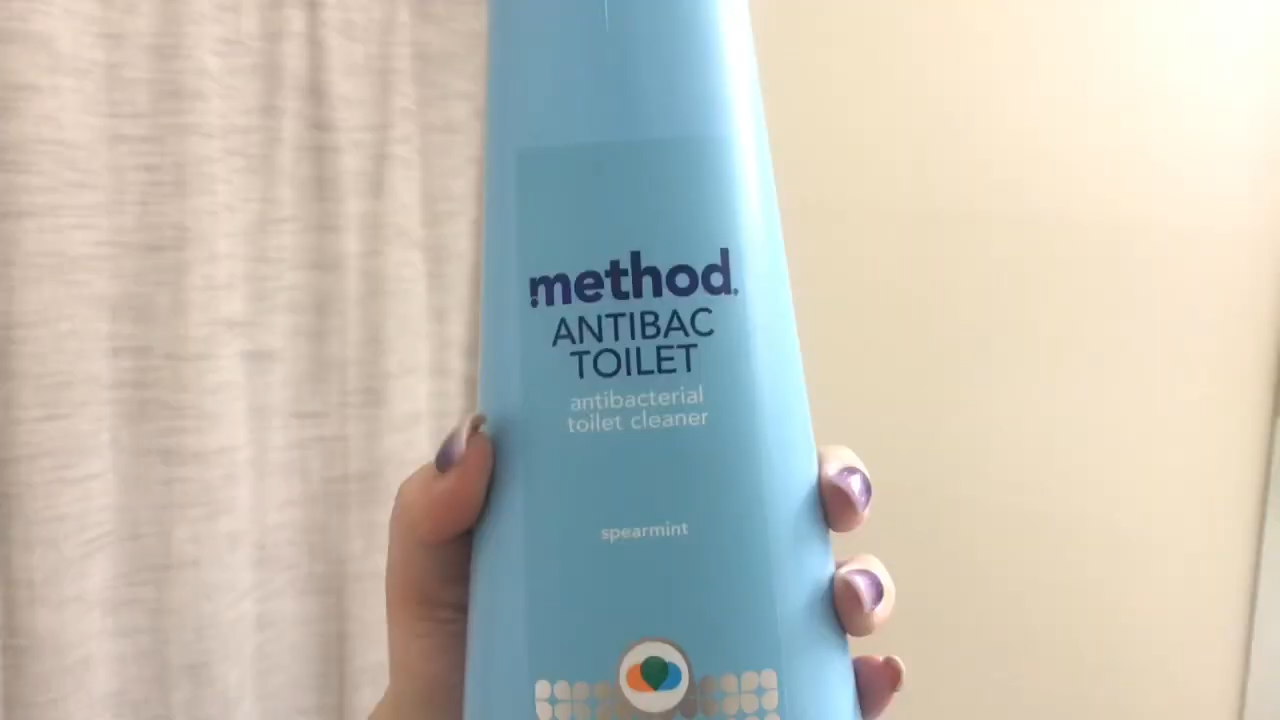 method.
ANTIBAC
TOILET
antibacterial
toilet cleaner
spearmint